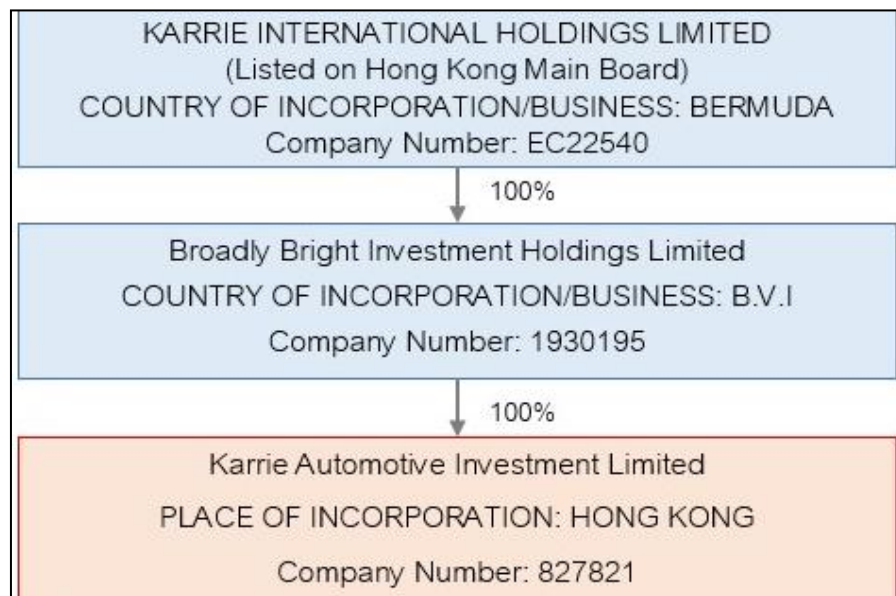 KARRIE INTERNATIONAL HOLDINGS LIMITED
(Listed on Hong Kong Main Board)
COUNTRY OF INCORPORATION/BUSINESS: BERMUDA
Company Number: EC22540
100%
Broadly Bright Investment Holdings Limited
COUNTRY OF INCORPORATION/BUSINESS: B.V.I
Company Number: 1930195
100%
Karrie Automotive Investment Limited
PLACE OF INCORPORATION: HONG KONG
Company Number: 827821